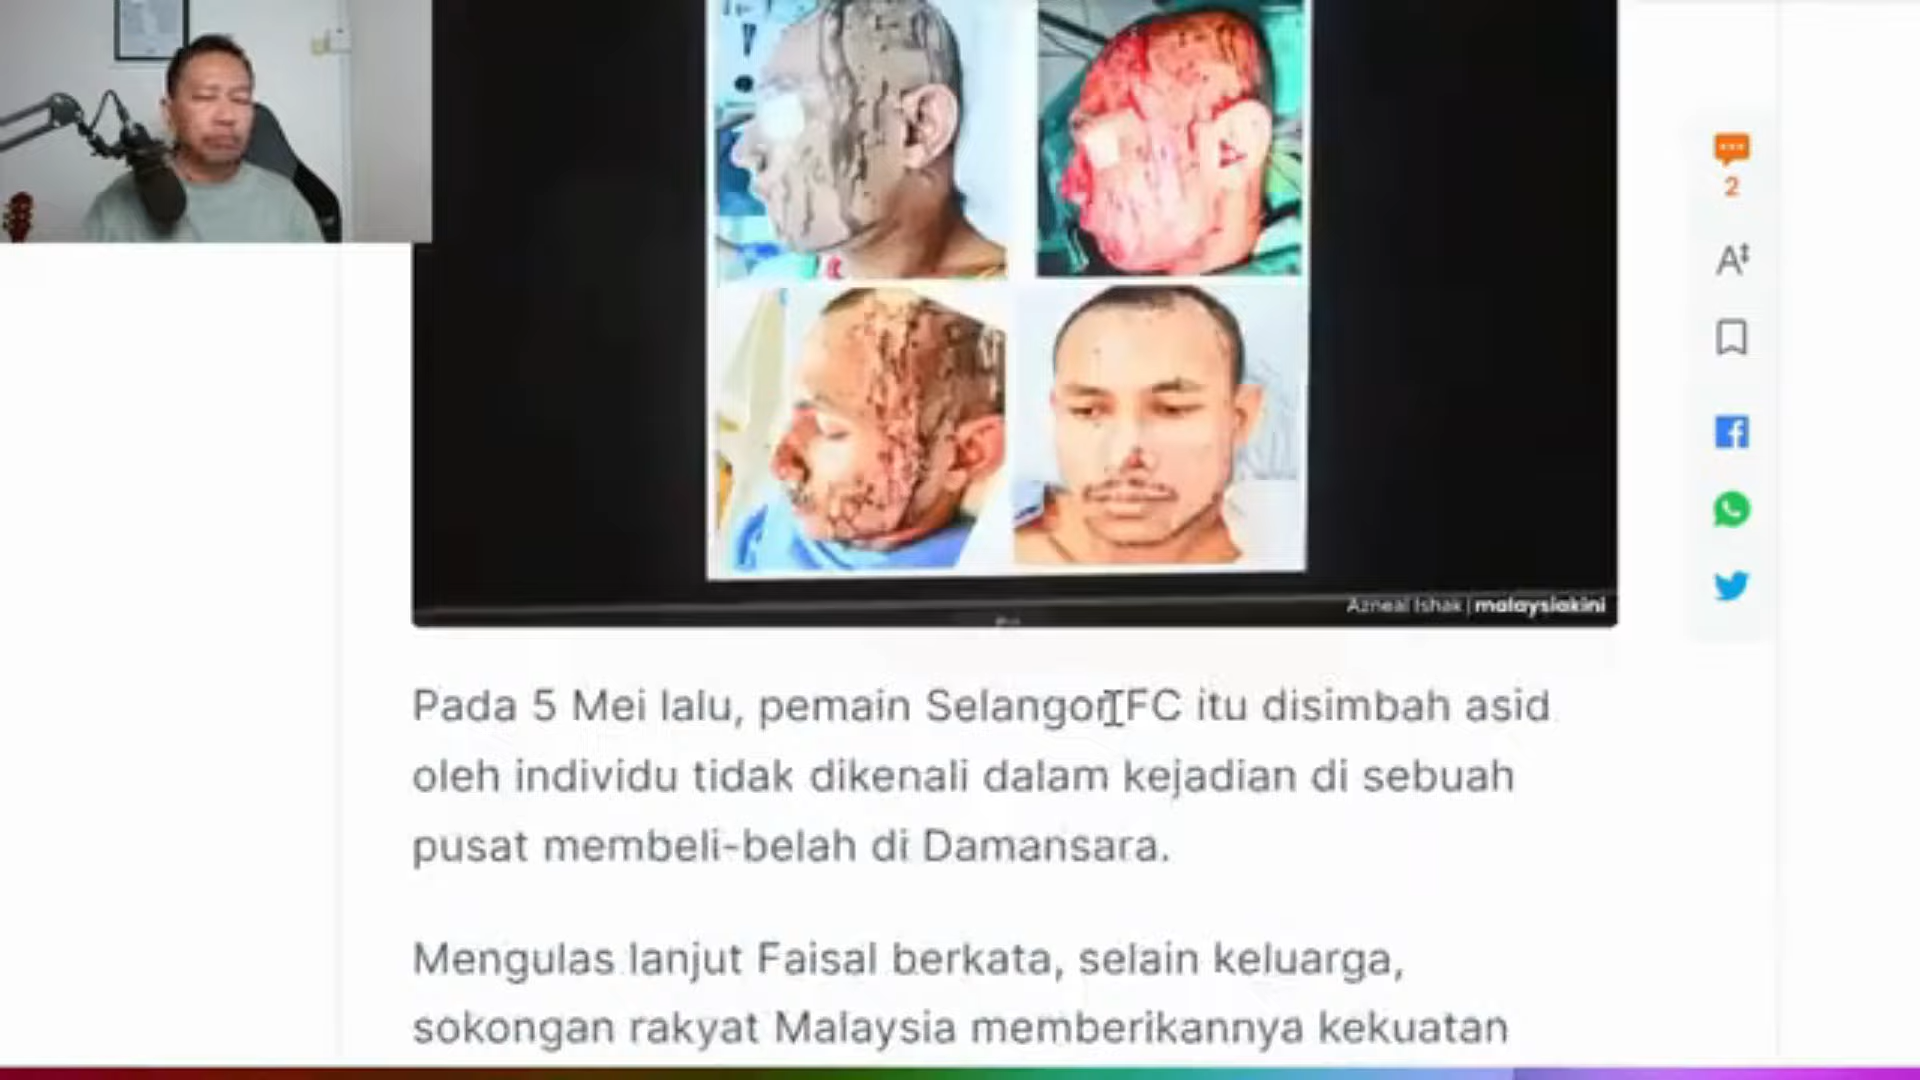 2
A
Azneal Ishak | malaysiakini
Pada 5 Mei lalu, pemain Selangor FC itu disimbah asid
oleh individu tidak dikenali dalam kejadian di sebuah
pusat membeli-belah di Damansara.
Mengulas lanjut Faisal berkata, selain keluarga,
sokongan rakyat Malaysia memberikannya kekuatan